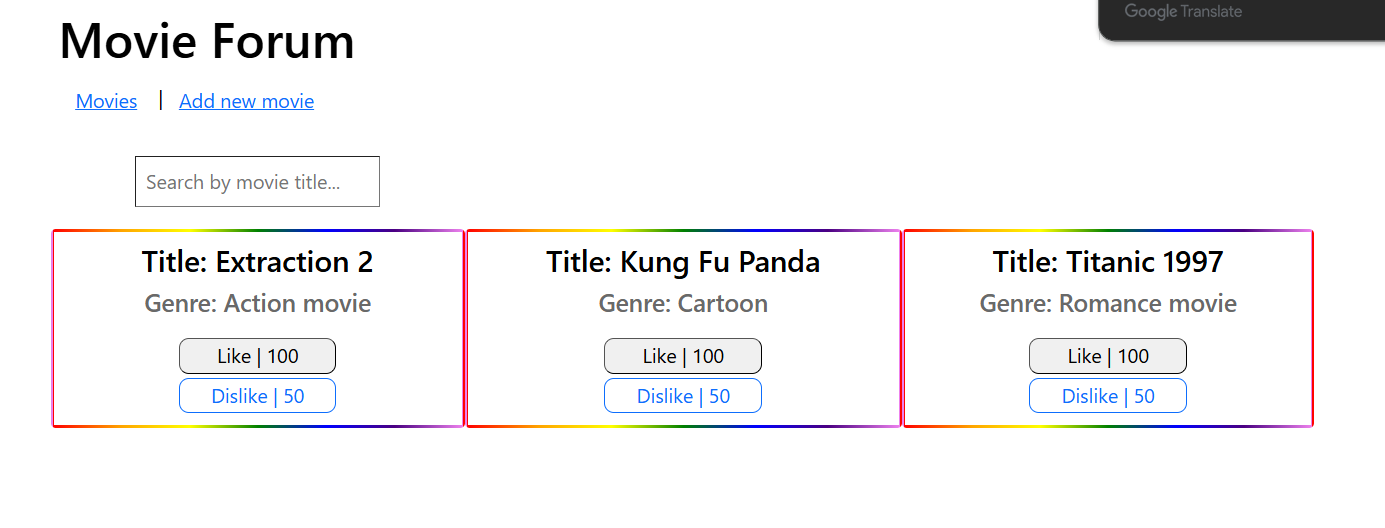 Google Translate
Movie Forum
Movies | Add new movie
Search by movie title...
Title: Extraction 2
Genre: Action movie
Like | 100
Dislike | 50
Title: Kung Fu Panda
Genre: Cartoon
Like | 100
Dislike | 50
Title: Titanic 1997
Genre: Romance movie
Like | 100
Dislike | 50